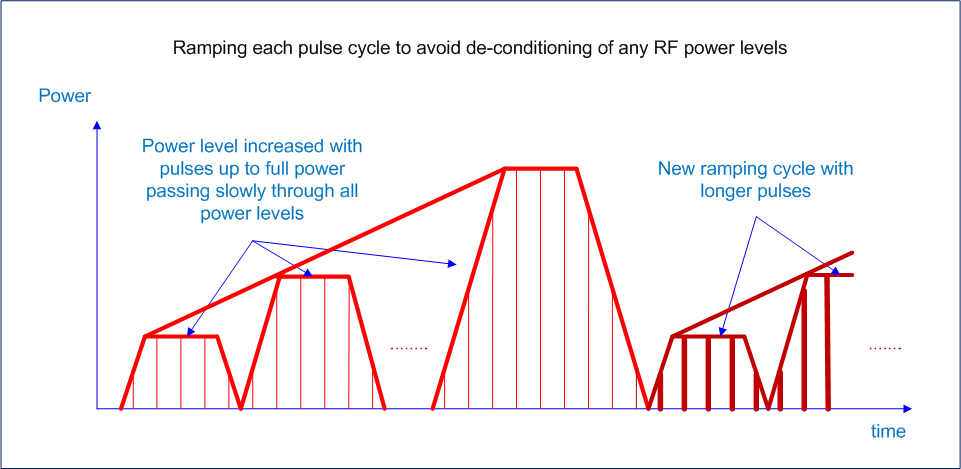 Ramping each pulse cycle to avoid de-conditioning of any RF power levels
Power
Power level increased with
pulses up to full power
passing slowly through all
power levels
New ramping cycle with
longer pulses
........
.......
time